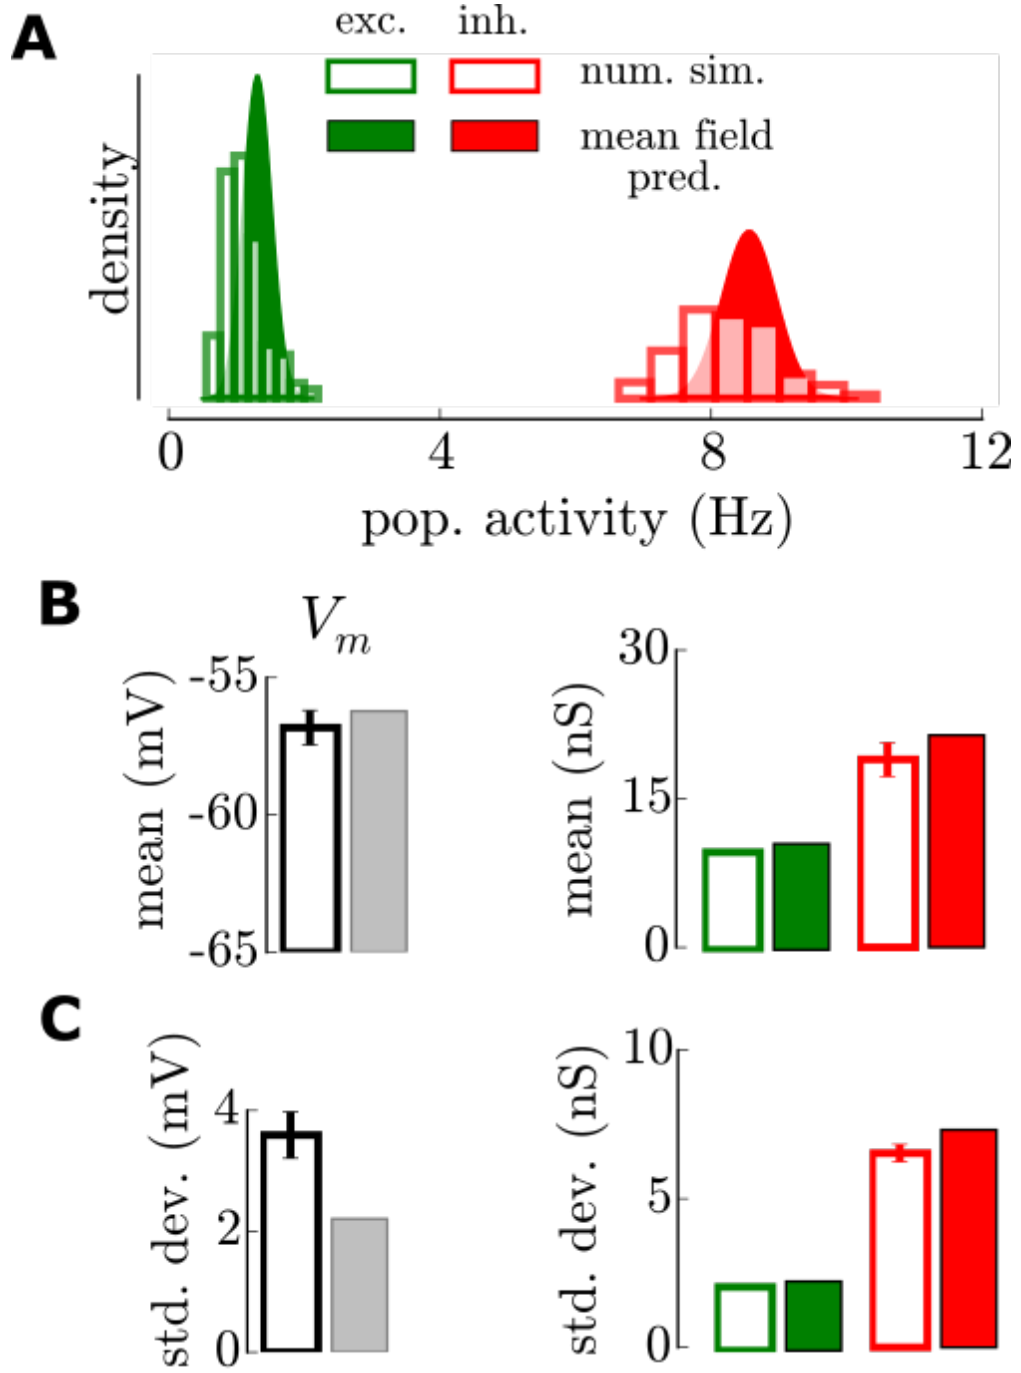 A
exc. inh.
num. sim.
mean field
pred.
density
0 4 8 12
pop. activity (Hz)
B
V_m
mean (mV)
-55
-60
-65
mean (nS)
30
15
0
C
std. dev. (mV)
4
2
0
std. dev. (nS)
10
5
0